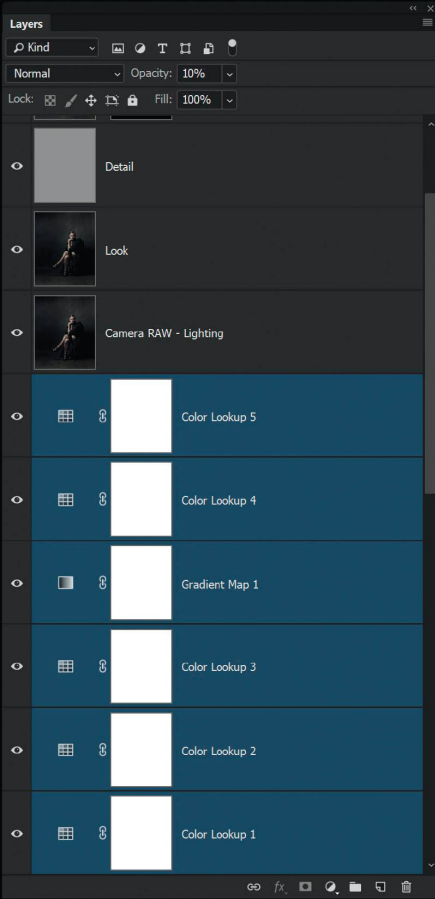 Layers
Kind
Normal Opacity: 10%
Lock: Fill: 100%
Detail
Look
Camera RAW - Lighting
Color Lookup 5
Color Lookup 4
Gradient Map 1
Color Lookup 3
Color Lookup 2
Color Lookup 1
fx